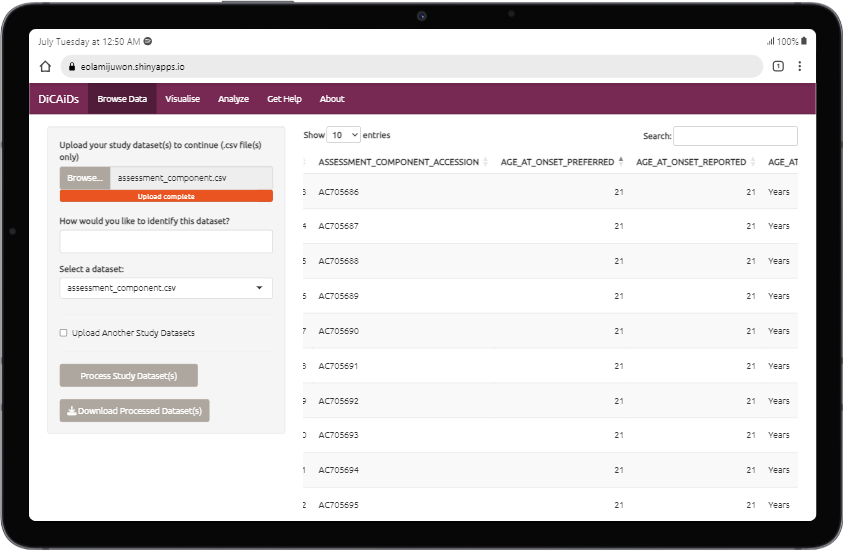 July Tuesday at 12:50 AM
100%
eolamijuwon.shinyapps.io
1
DiCAiDs Browse Data Visualise Analyze Get Help About
Upload your study dataset(s) to continue (.csv file(s)
only)
Browse... assessment_component.csv
Upload complete
How would you like to identify this dataset?
Select a dataset:
assessment_component.csv
Upload Another Study Datasets
Process Study Dataset(s)
Download Processed Dataset(s)
Show 10 entries Search:
ASSESSMENT_COMPONENT_ACCESSION AGE_AT_ONSET_PREFERRED AGE_AT_ONSET_REPORTED AGE_AT
3 AC705686 21 21 Years
4 AC705687 21 21 Years
5 AC705688 21 21 Years
6 AC705689 21 21 Years
7 AC705690 21 21 Years
8 AC705691 21 21 Years
9 AC705692 21 21 Years
0 AC705693 21 21 Years
1 AC705694 21 21 Years
2 AC705695 21 21 Years